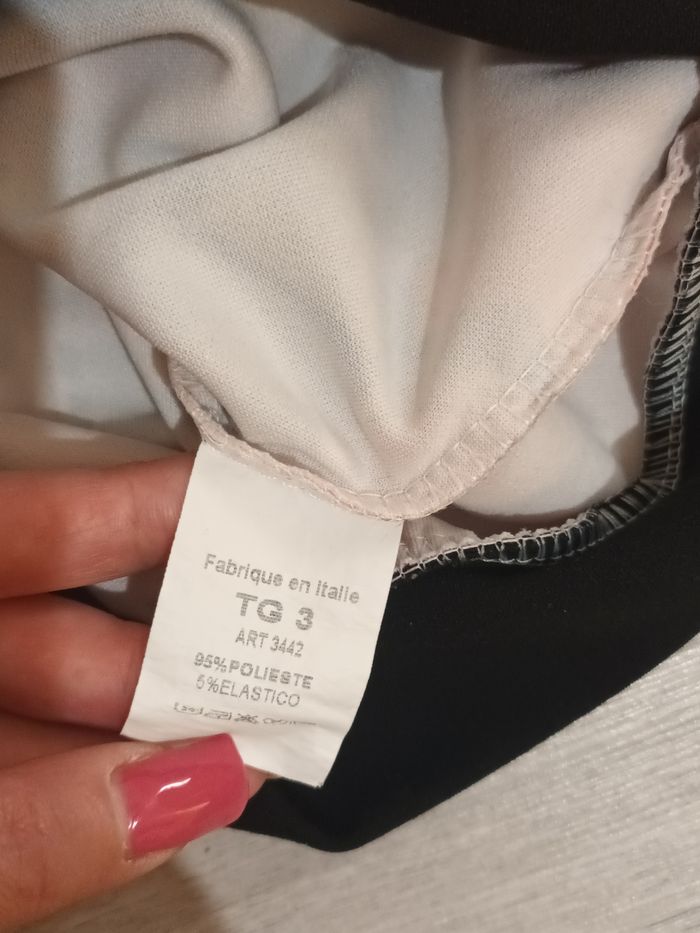 Fabrique en Italie
TG 3
ART 3442
95%POLIESTE
5%ELASTICO